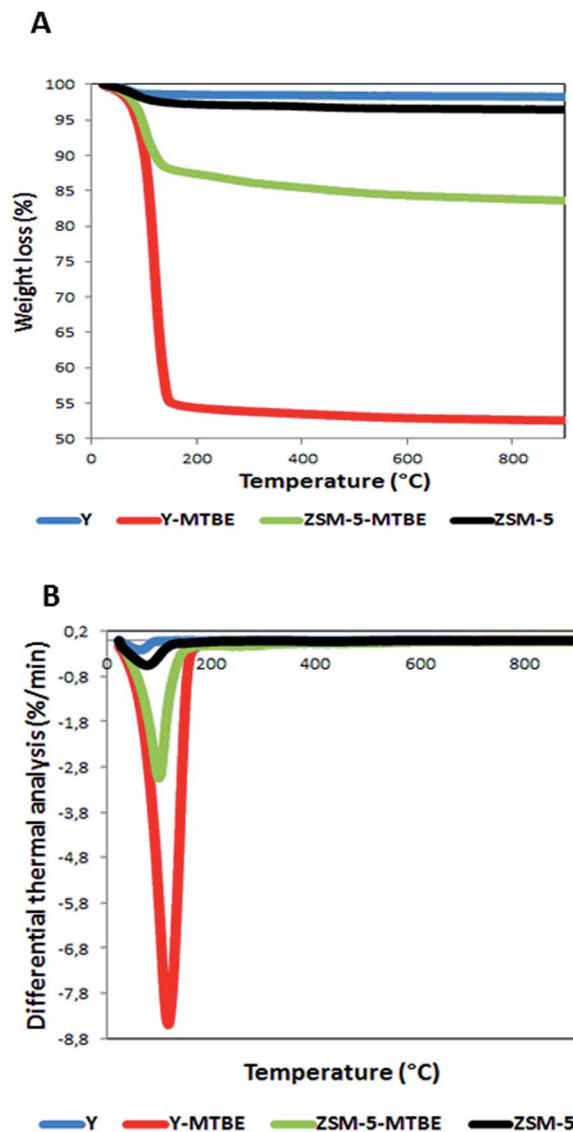 A
Weight loss (%)
100
95
90
85
80
75
70
65
60
55
50
0 200 400 600 800
Temperature (°C)
Y Y-MTBE ZSM-5-MTBE ZSM-5
B
Differential thermal analysis (%/min)
0,2
0 200 400 600 800
-0,8
-1,8
-2,8
-3,8
-4,8
-5,8
-6,8
-7,8
-8,8
Temperature (°C)
Y Y-MTBE ZSM-5-MTBE ZSM-5